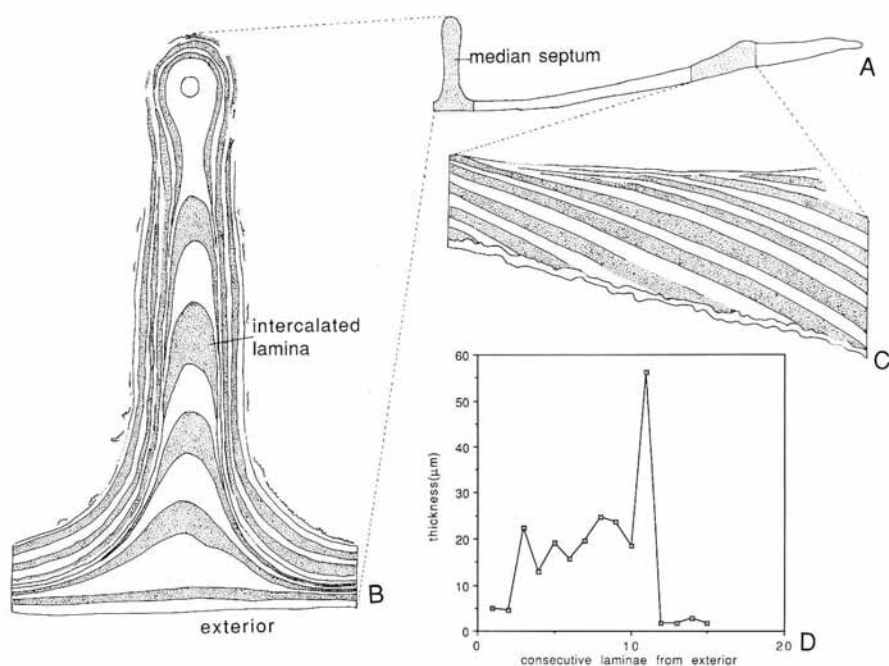 median septum
A
intercalated
lamina
C
B
exterior
60
50
40
30
20
10
0
thickness(μm)
0
10
20
D
consecutive laminae from exterior